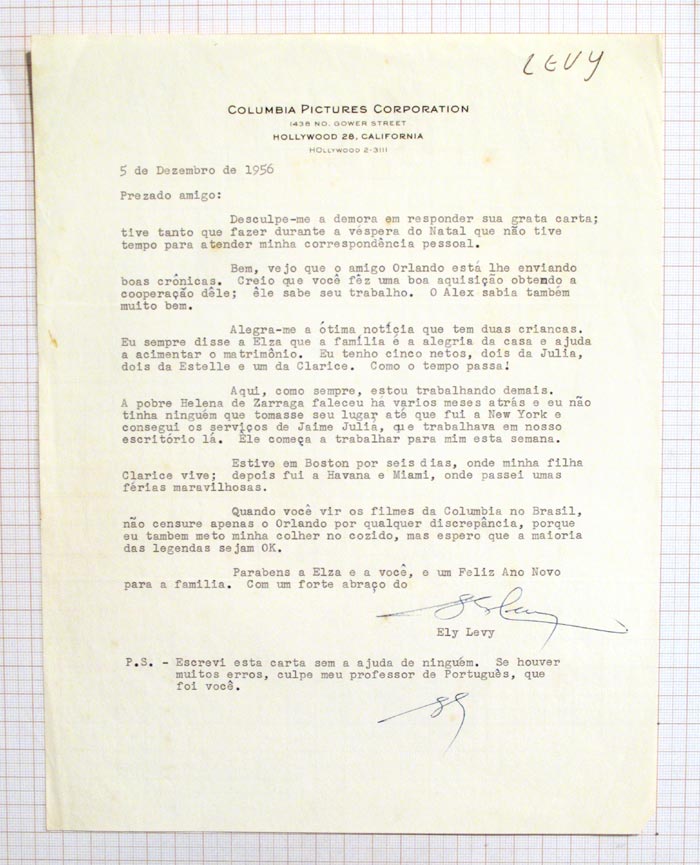 LEVY
COLUMBIA PICTURES CORPORATION
1438 NO. GOWER STREET
HOLLYWOOD 28, CALIFORNIA
HOLLYWOOD 2-3111
5 de Dezembro de 1956
Prezado amigo:
Desculpe-me a demora em responder sua grata carta;
tive tanto que fazer durante a véspera do Natal que não tive
tempo para atender minha correspondência pessoal.
Bem, vejo que o amigo Orlando está lhe enviando
boas crônicas. Creio que você fêz uma boa aquisição obtendo a
cooperação dêle; êle sabe seu trabalho. O Alex sabia também
muito bem.
Alegra-me a ótima notícia que tem duas criancas.
Eu sempre disse a Elza que a família é a alegria da casa e ajuda
a acimentar o matrimônio. Eu tenho cinco netos, dois da Julia,
dois da Estelle e um da Clarice. Como o tempo passa!
Aqui, como sempre, estou trabalhando demais.
A pobre Helena de Zarraga faleceu há varios meses atrás e eu não
tinha ninguém que tomasse seu lugar até que fui a New York e
consegui os serviços de Jaime Juliá, que trabalhava em nosso
escritório lá. Êle começa a trabalhar para mim esta semana.
Estive em Boston por seis dias, onde minha filha
Clarice vive; depois fui a Havana e Miami, onde passei umas
férias maravilhosas.
Quando você vir os filmes da Columbia no Brasil,
não censure apenas o Orlando por qualquer discrepância, porque
eu tambem meto minha colher no cozido, mas espero que a maioria
das legendas sejam OK.
Parabens a Elza e a você, e um Feliz Ano Novo
para a familia. Com um forte abraço do
Ely Levy
P.S. - Escrevi esta carta sem a ajuda de ninguém. Se houver
muitos erros, culpe meu professor de Português, que
foi você.